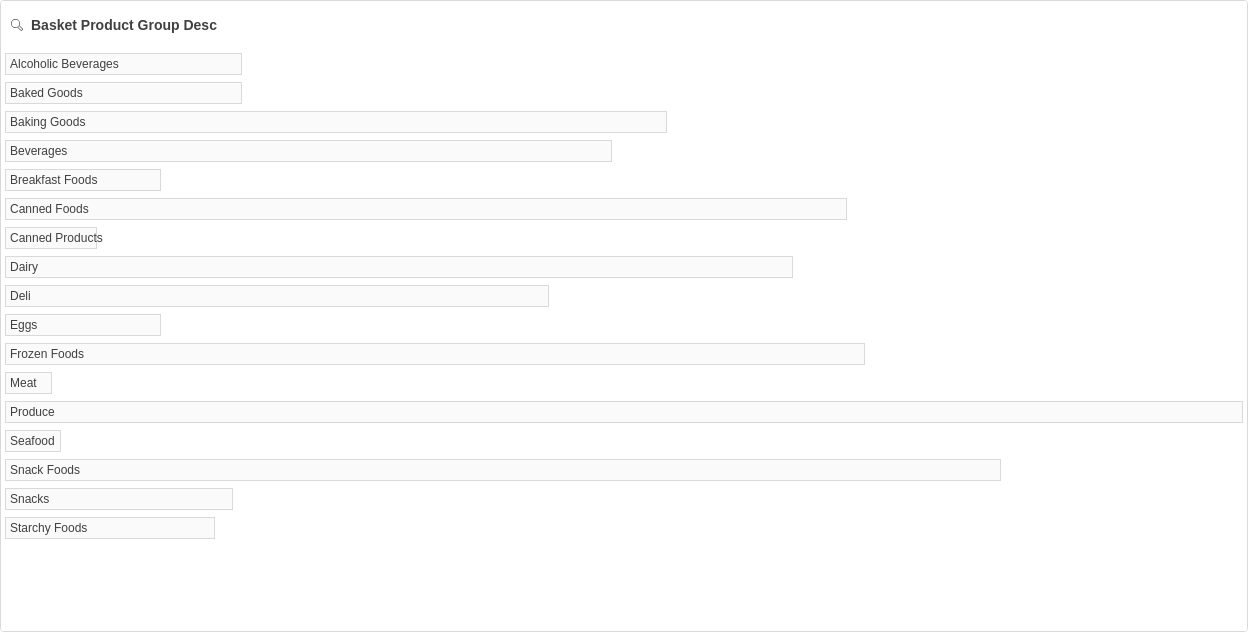 Basket Product Group Desc
Alcoholic Beverages
Baked Goods
Baking Goods
Beverages
Breakfast Foods
Canned Foods
Canned Products
Dairy
Deli
Eggs
Frozen Foods
Meat
Produce
Seafood
Snack Foods
Snacks
Starchy Foods